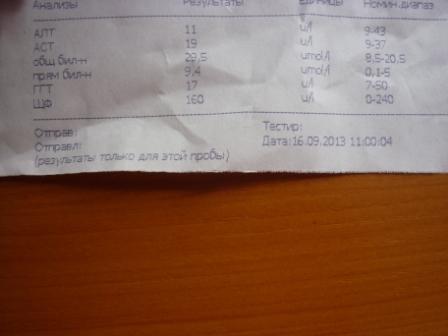 Анализы Результаты Единицы Номин.диапаз
АЛТ 11 u/l 9-43
АСТ 19 u/l 9-37
общ бил-н 29,5 umol/l 8,5-20,5
прям бил-н 9,4 umol/l 0,1-5
ГГТ 17 u/l 7-50
ЩФ 160 u/l 0-240
Отправ: Тестир:
Отправл: Дата:16.09.2013 11:00:04
(результаты только для этой пробы)